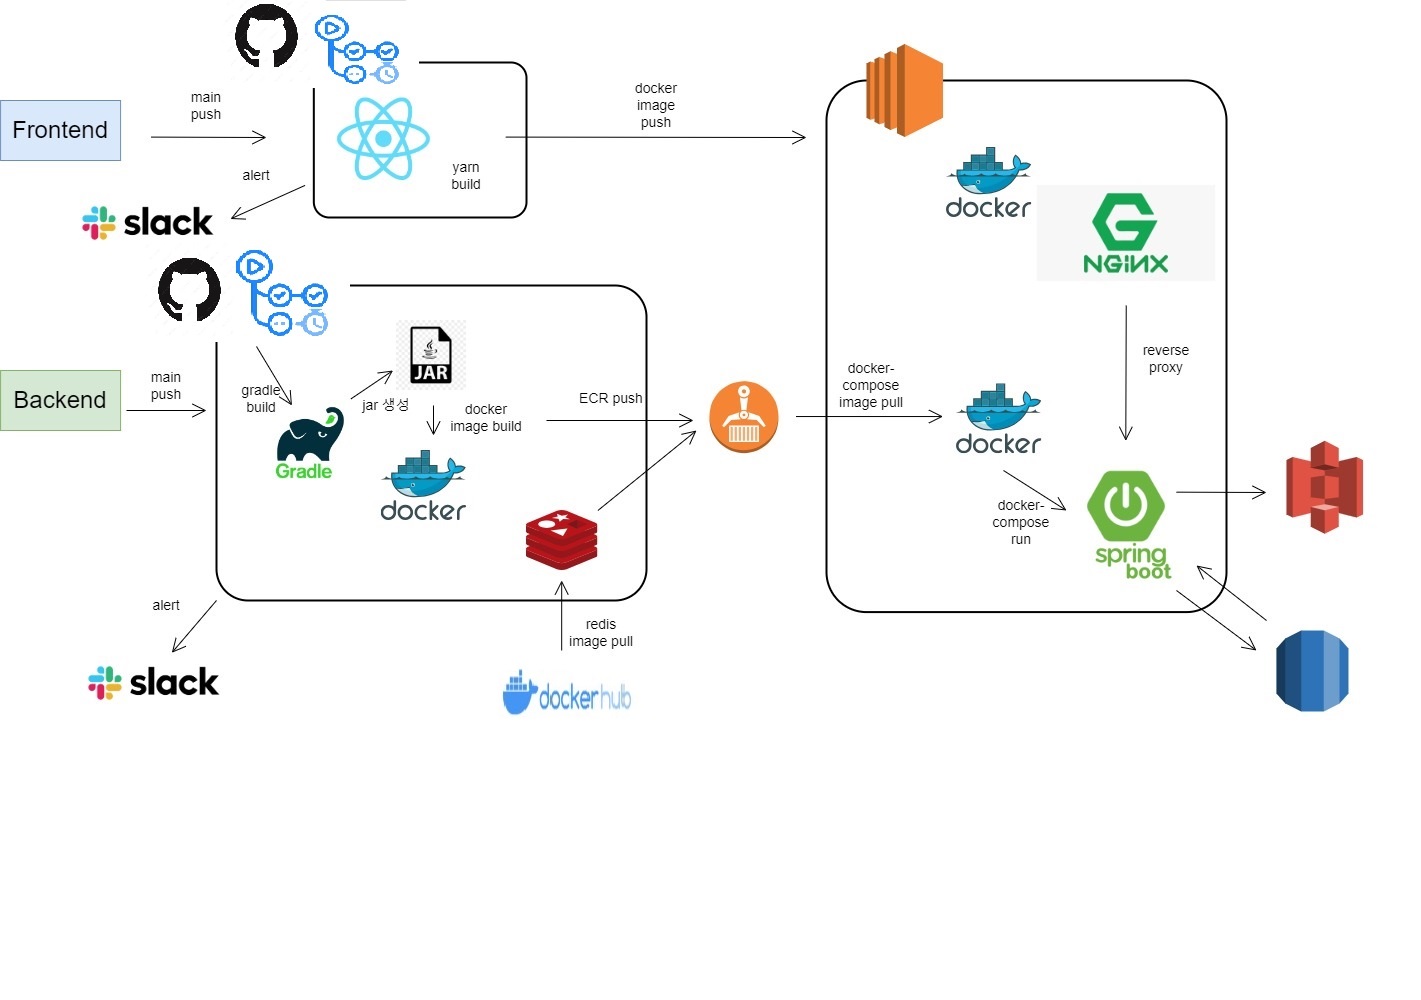 main
push
docker
image
push
Frontend
yarn
build
alert
slack
docker
NGiNX
main
push
Backend
gradle
build
JAR
jar 생성
docker
image build
Gradle
docker
ECR push
docker-
compose
image pull
docker
reverse
proxy
docker-
compose
run
spring
boot
alert
slack
redis
image pull
dockerhub